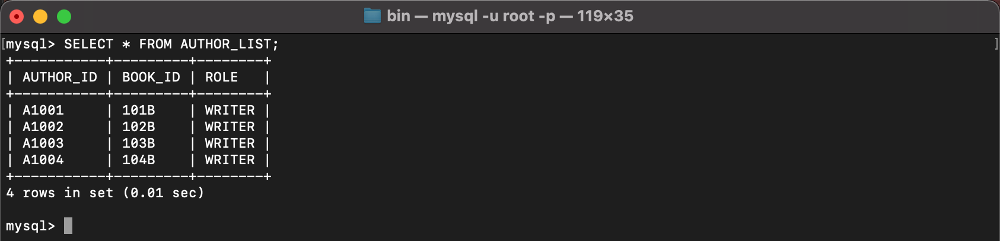 bin — mysql -u root -p — 119×35
[mysql> SELECT * FROM AUTHOR_LIST; ]
+-----------+---------+--------+
| AUTHOR_ID | BOOK_ID | ROLE   |
+-----------+---------+--------+
| A1001     | 101B    | WRITER |
| A1002     | 102B    | WRITER |
| A1003     | 103B    | WRITER |
| A1004     | 104B    | WRITER |
+-----------+---------+--------+
4 rows in set (0.01 sec)
mysql>